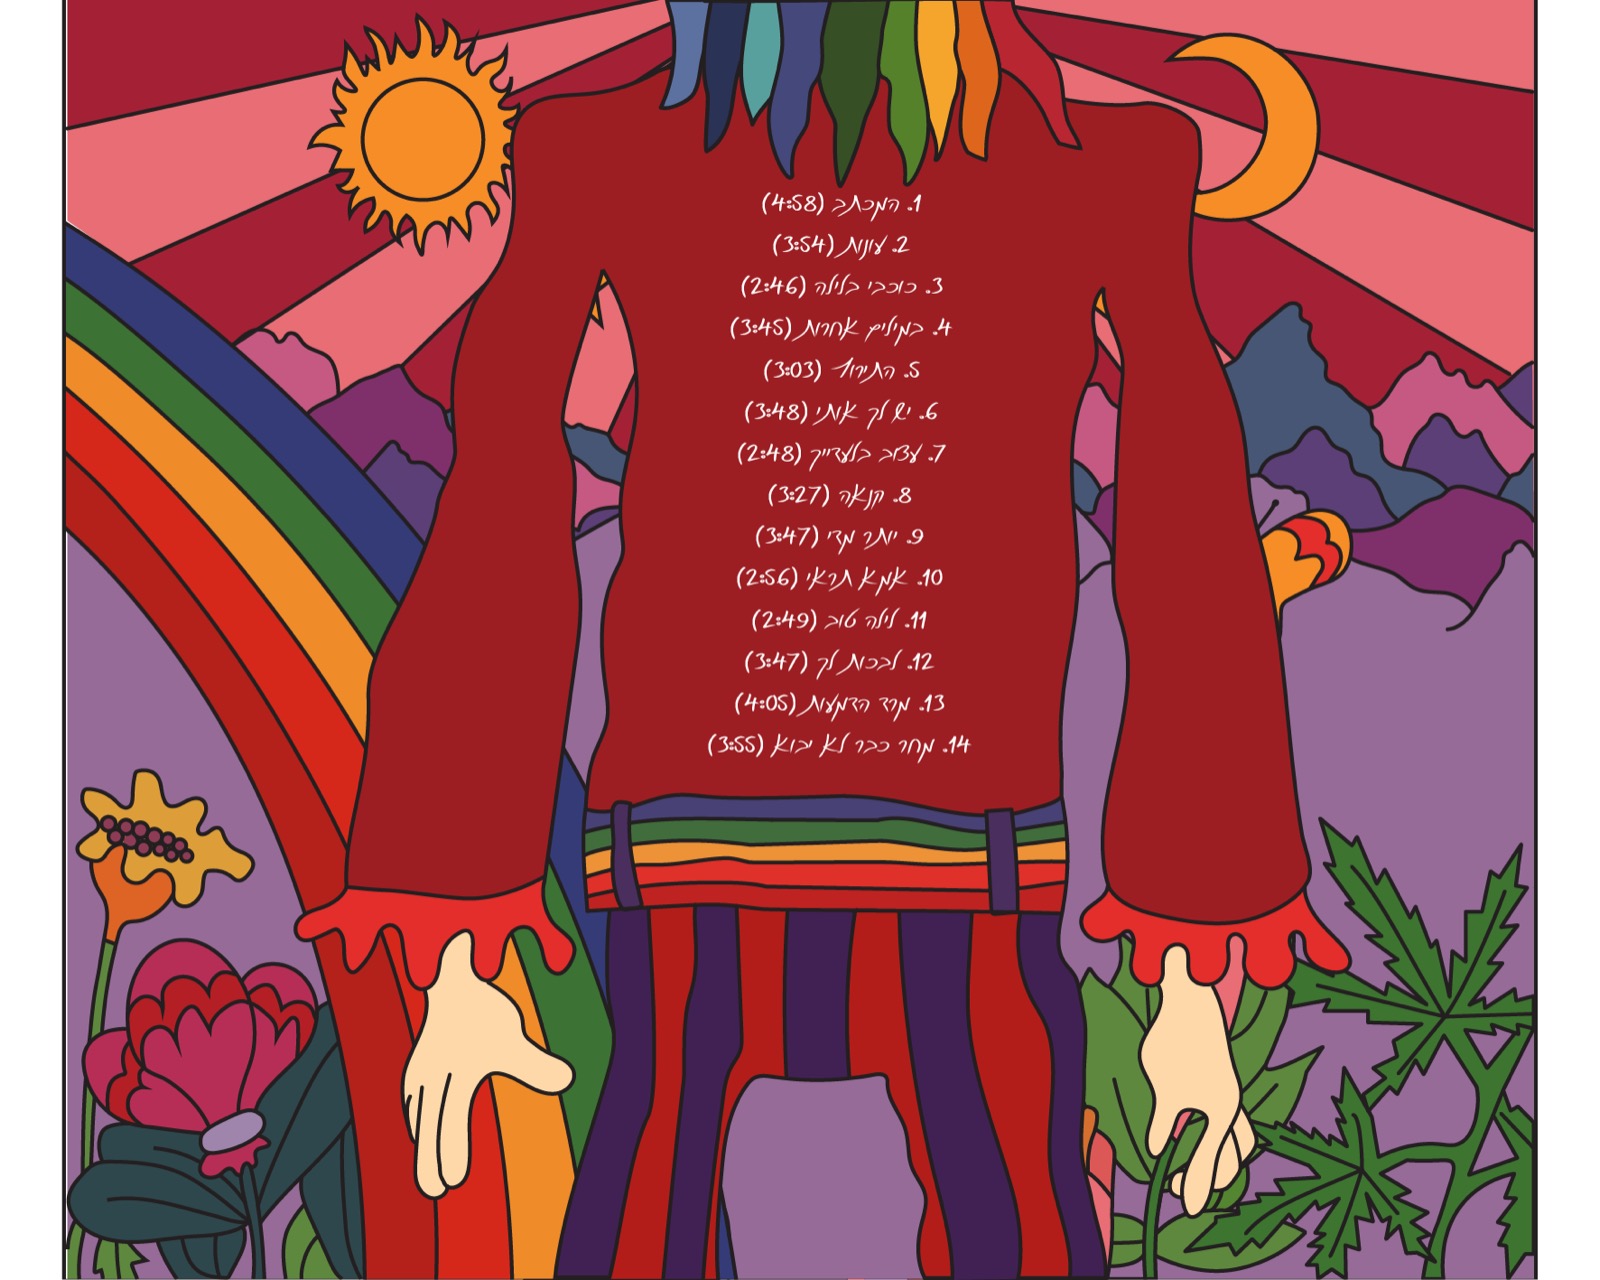 1. המכתב (4:58)
2. עונות (3:54)
3. כוכבי בלילה (2:46)
4. במילים אחרות (3:45)
5. התירוץ (3:03)
6. יש לך אותי (3:48)
7. עצוב בלעדייך (2:48)
8. קנאה (3:27)
9. יותר מדי (3:47)
10. אמא תראי (2:56)
11. לילה טוב (2:49)
12. לבכות לך (3:47)
13. מרד הדמעות (4:05)
14. מחר כבר לא יבוא (3:55)